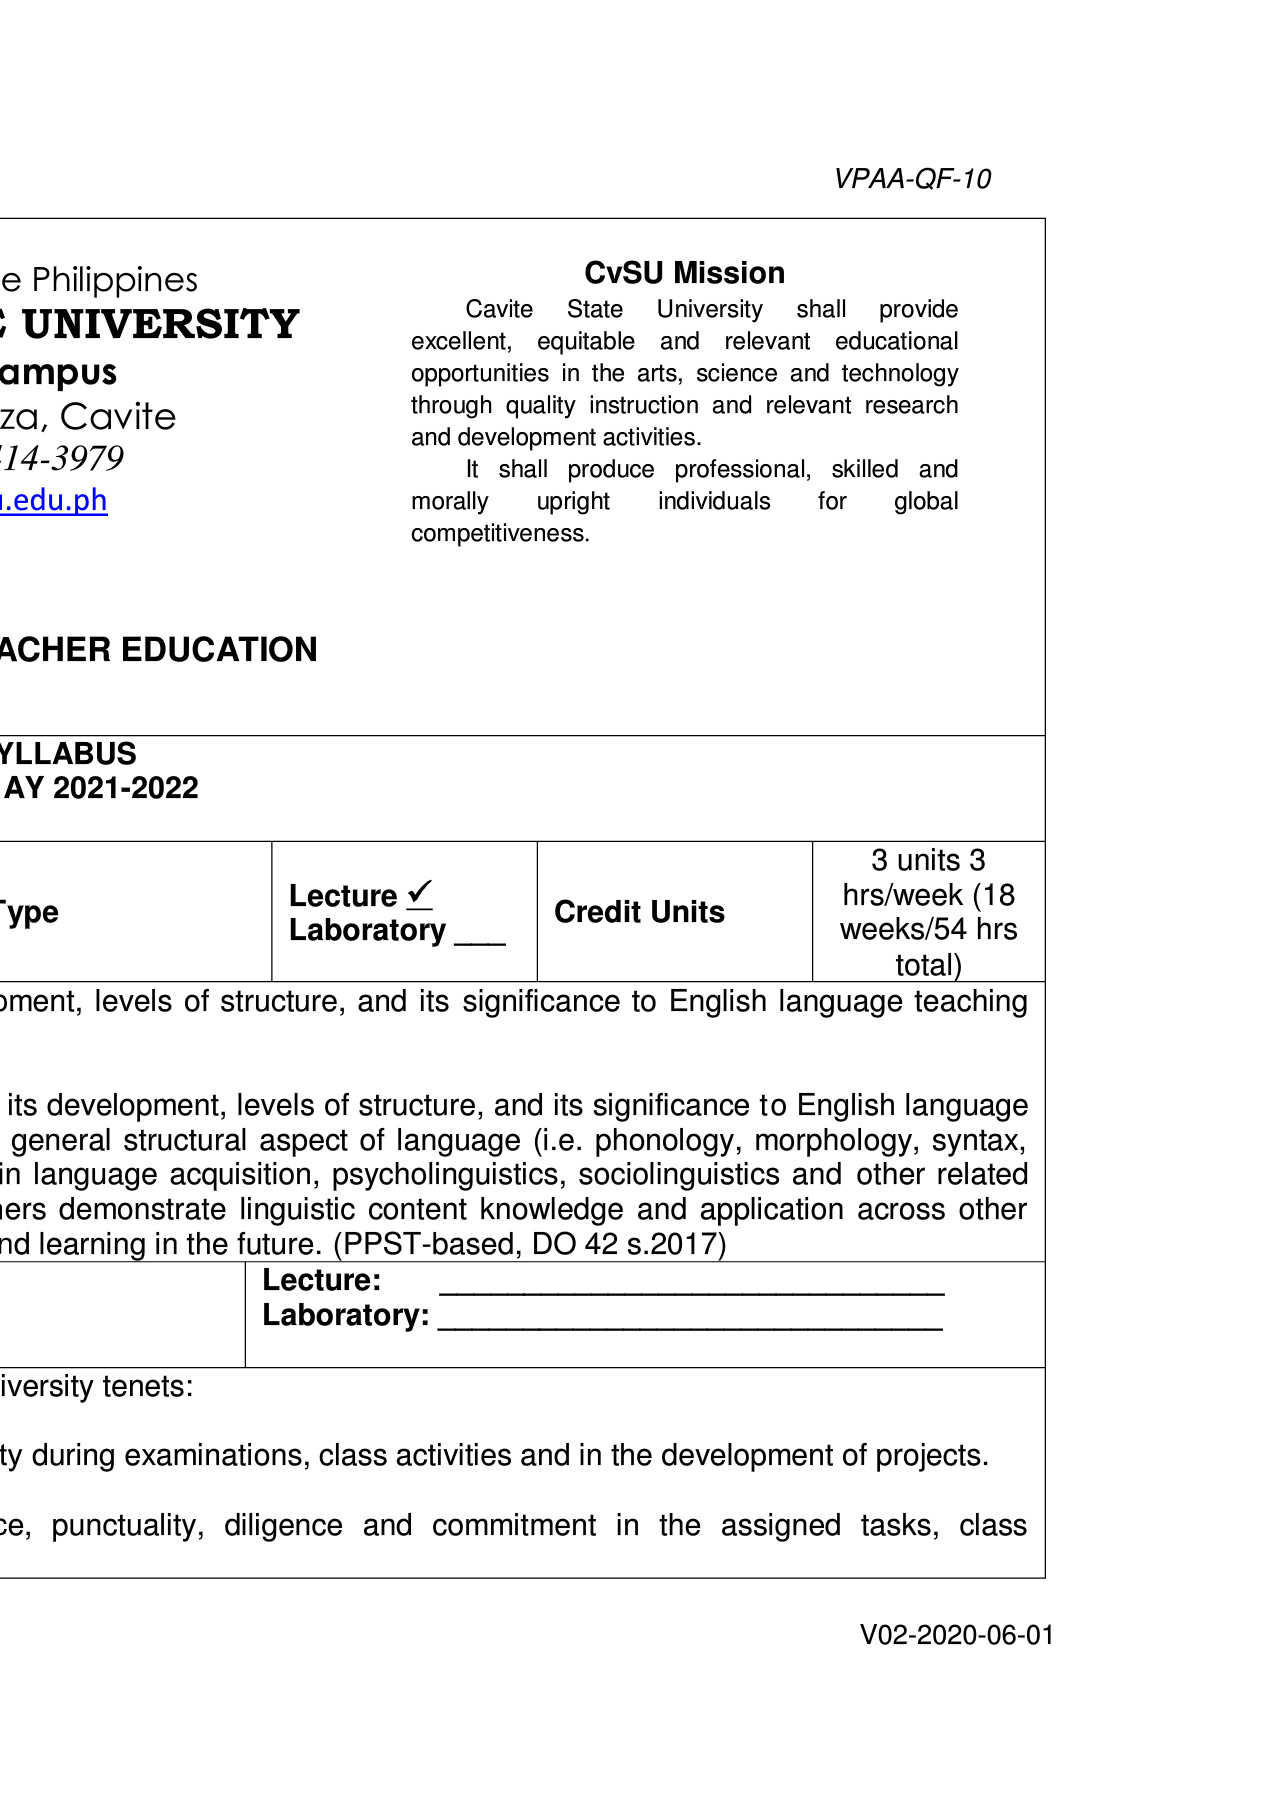 VPAA-QF-10
e Philippines
UNIVERSITY
ampus
za, Cavite
414-3979
u.edu.ph
CvSU Mission
Cavite State University shall provide
excellent, equitable and relevant educational
opportunities in the arts, science and technology
through quality instruction and relevant research
and development activities.
It shall produce professional, skilled and
morally upright individuals for global
competitiveness.
ACHER EDUCATION
YLLABUS
AY 2021-2022
Type
Lecture ✓
Laboratory ___
Credit Units
3 units 3
hrs/week (18
weeks/54 hrs
total)
oment, levels of structure, and its significance to English language teaching
its development, levels of structure, and its significance to English language
general structural aspect of language (i.e. phonology, morphology, syntax,
in language acquisition, psycholinguistics, sociolinguistics and other related
ners demonstrate linguistic content knowledge and application across other
nd learning in the future. (PPST-based, DO 42 s.2017)
Lecture: ______________________________
Laboratory: ______________________________
iversity tenets:
ty during examinations, class activities and in the development of projects.
ce, punctuality, diligence and commitment in the assigned tasks, class
V02-2020-06-01